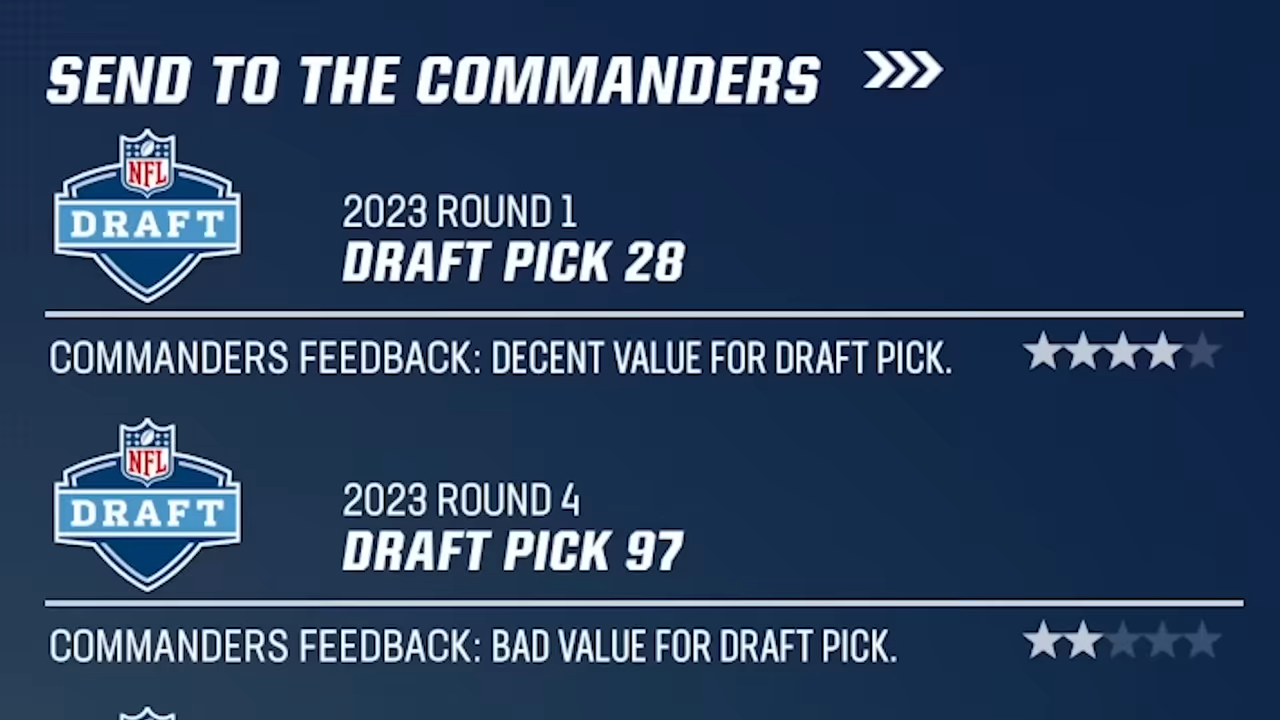 SEND TO THE COMMANDERS
NFL
DRAFT
2023 ROUND 1
DRAFT PICK 28
COMMANDERS FEEDBACK: DECENT VALUE FOR DRAFT PICK.
NFL
DRAFT
2023 ROUND 4
DRAFT PICK 97
COMMANDERS FEEDBACK: BAD VALUE FOR DRAFT PICK.